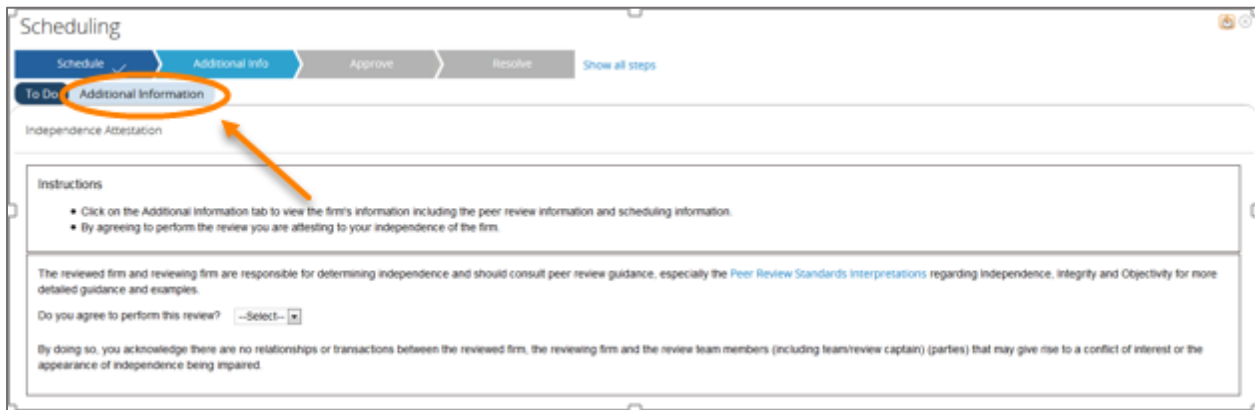 Scheduling
Schedule
Additional Info
Approve
Resolve
Show all steps
To Do
Additional Information
Independence Attestation
Instructions
Click on the Additional Information tab to view the firm's information including the peer review information and scheduling information.
By agreeing to perform the review you are attesting to your independence of the firm.
The reviewed firm and reviewing firm are responsible for determining independence and should consult peer review guidance, especially the Peer Review Standards Interpretations regarding Independence, Integrity and Objectivity for more
detailed guidance and examples.
Do you agree to perform this review? --Select--
By doing so, you acknowledge there are no relationships or transactions between the reviewed firm, the reviewing firm and the review team members (including team/review captain) (parties) that may give rise to a conflict of interest or the
appearance of independence being impaired.